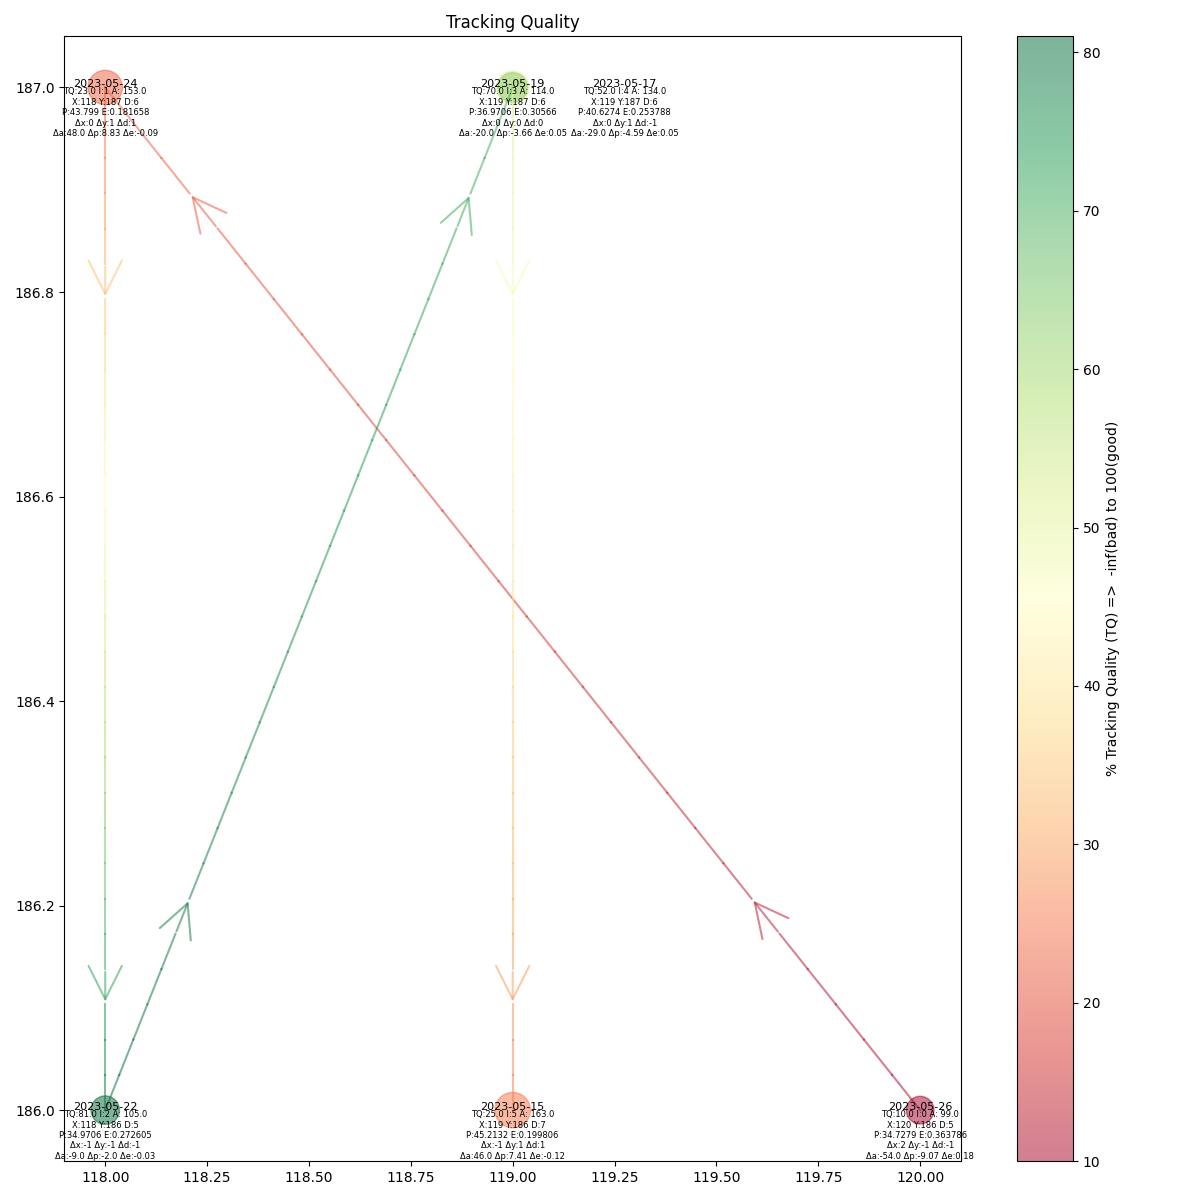 Tracking Quality
187.0
186.8
186.6
186.4
186.2
186.0
2023-05-24
TQ:23.0 I:1 A: 153.0
X:118 Y:187 D:6
P:43.799 E:0.181658
Δx:0 Δy:1 Δd:1
Δa:48.0 Δp:8.83 Δe:-0.09
2023-05-19
TQ:70.0 I:3 A: 114.0
X:119 Y:187 D:6
P:36.9706 E:0.30566
Δx:0 Δy:0 Δd:0
Δa:-20.0 Δp:-3.66 Δe:0.05
2023-05-17
TQ:52.0 I:4 A: 134.0
X:119 Y:187 D:6
P:40.6274 E:0.253788
Δx:0 Δy:1 Δd:-1
Δa:-29.0 Δp:-4.59 Δe:0.05
2023-05-22
TQ:81.0 I:2 A: 105.0
X:118 Y:186 D:5
P:34.9706 E:0.272605
Δx:-1 Δy:-1 Δd:-1
Δa:-9.0 Δp:-2.0 Δe:-0.03
2023-05-15
TQ:25.0 I:5 A: 163.0
X:119 Y:186 D:7
P:45.2132 E:0.199806
Δx:-1 Δy:1 Δd:1
Δa:46.0 Δp:7.41 Δe:-0.12
2023-05-26
TQ:10.0 I:0 A: 99.0
X:120 Y:186 D:5
P:34.7279 E:0.363786
Δx:2 Δy:-1 Δd:-1
Δa:-54.0 Δp:-9.07 Δe:0.18
118.00
118.25
118.50
118.75
119.00
119.25
119.50
119.75
120.00
80
70
60
50
40
30
20
10
% Tracking Quality (TQ) => -inf(bad) to 100(good)